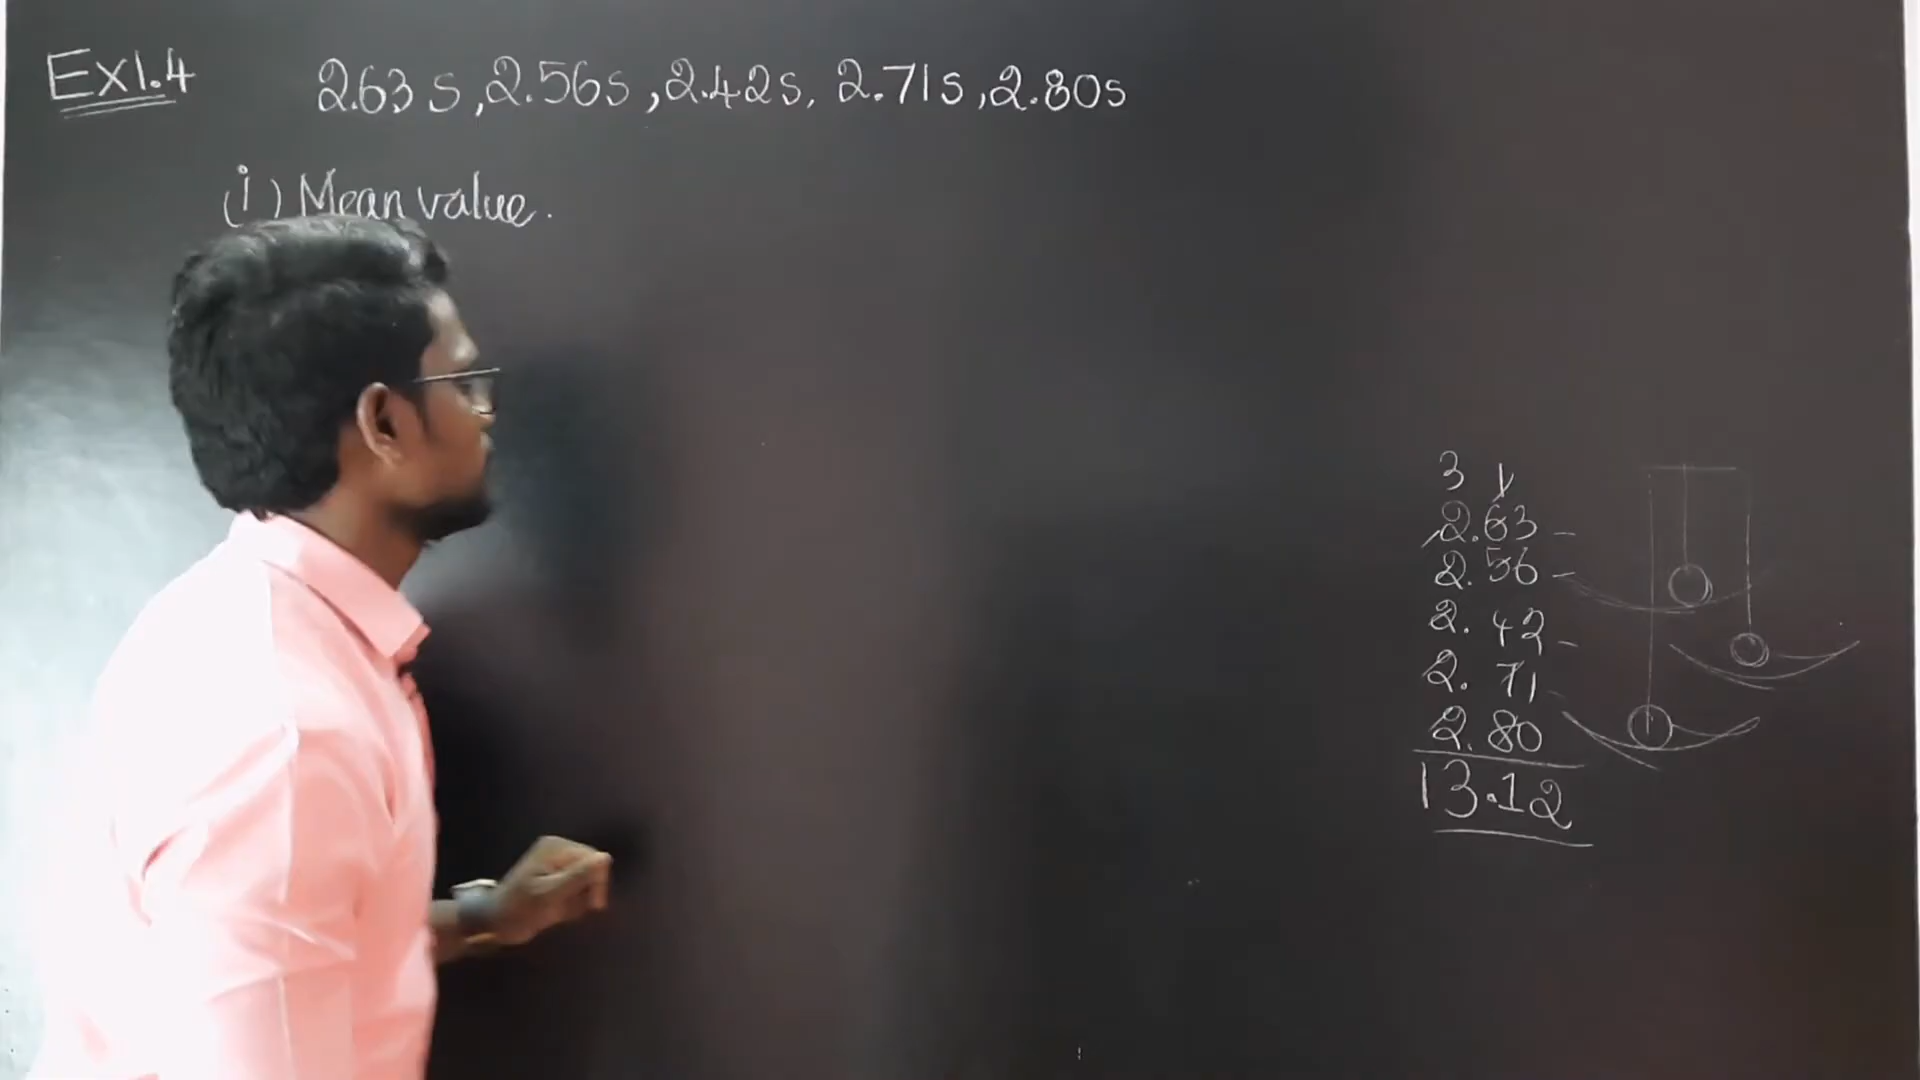 Ex1.4
2.63 s, 2.56s, 2.42s, 2.71s, 2.80s
(i) Mean value.
3 1
2.63 -
2.56 -
2.42 -
2.71 -
2.80
13.12